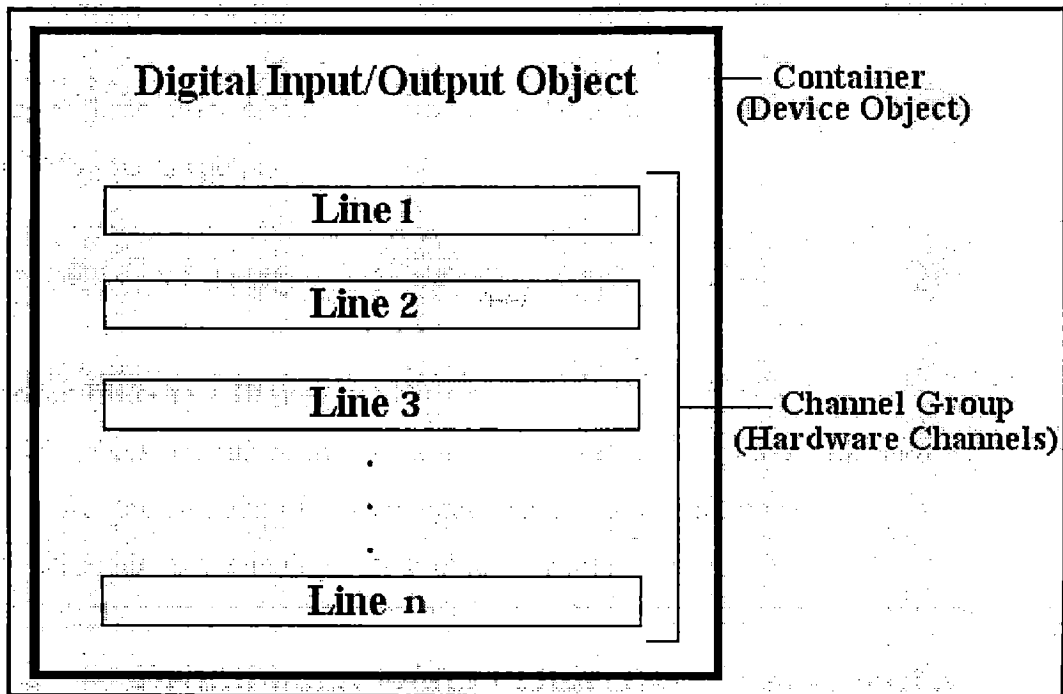 Digital Input/Output Object
Container
(Device Object)
Line 1
Line 2
Line 3
.
.
.
Line n
Channel Group
(Hardware Channels)